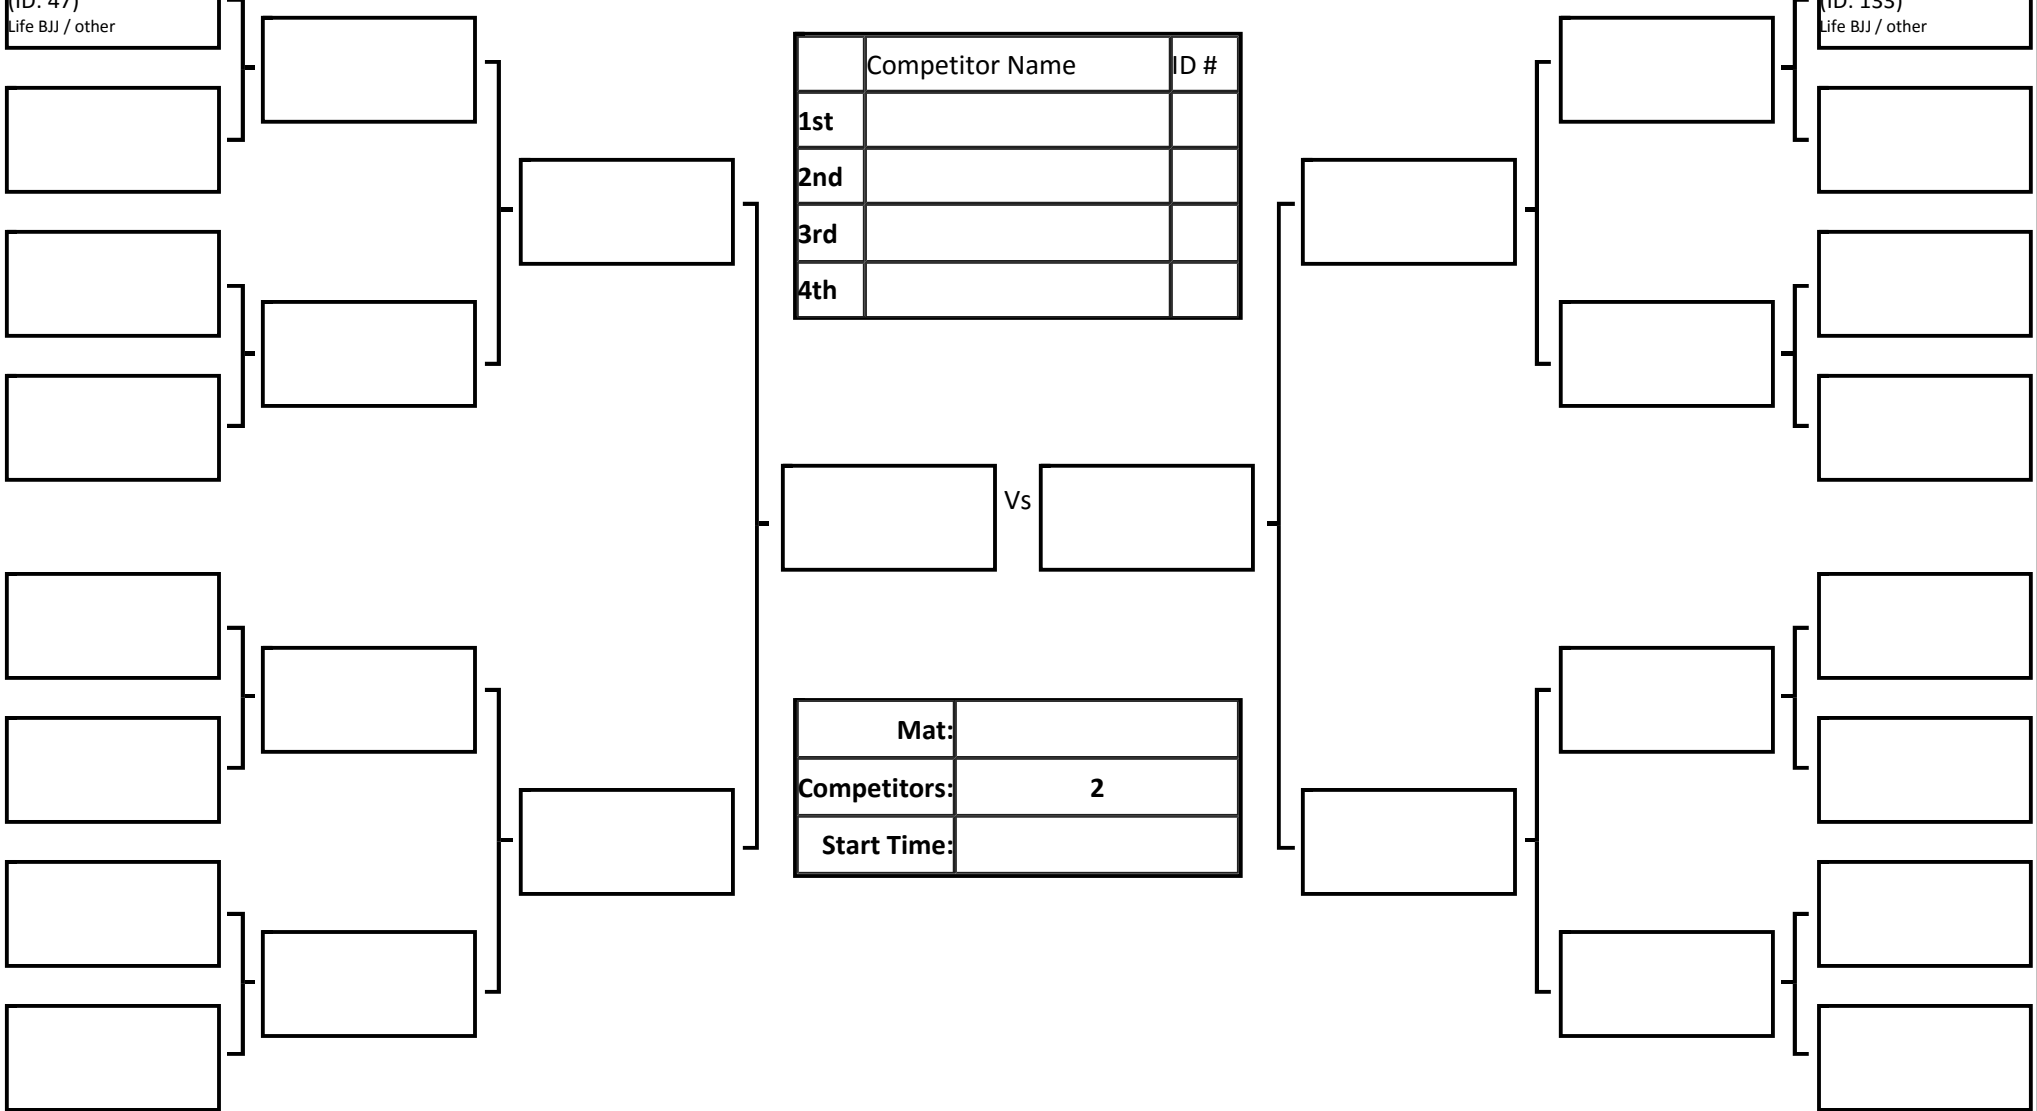 (ID: 47)
Life BJJ / other
(ID: 133)
Life BJJ / other
Competitor Name ID #
1st
2nd
3rd
4th
Vs
Mat:
Competitors: 2
Start Time: